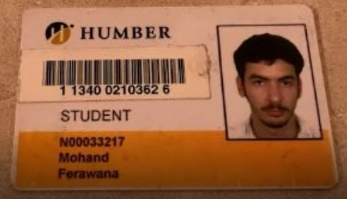 HUMBER
1 1340 0210362 6
STUDENT
N00033217
Mohand
Ferawana